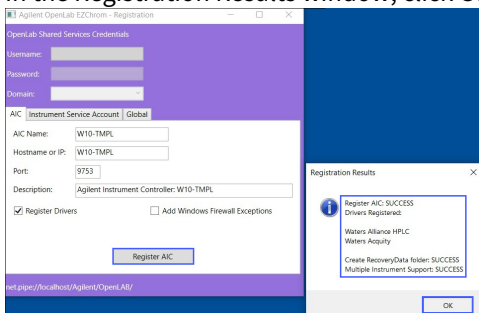 In the Registration Results window, click O
Agilent OpenLab EZChrom - Registration
OpenLab Shared Services Credentials
Username:
Password:
Domain:
AIC Instrument Service Account Global
AIC Name: W10-TMPL
Hostname or IP: W10-TMPL
Port: 9753
Description: Agilent Instrument Controller: W10-TMPL
Register Drivers Add Windows Firewall Exceptions
Register AIC
net.pipe://localhost/Agilent/OpenLAB/
Registration Results
Register AIC: SUCCESS
Drivers Registered:
Waters Alliance HPLC
Waters Acquity
Create RecoveryData folder: SUCCESS
Multiple Instrument Support: SUCCESS
OK